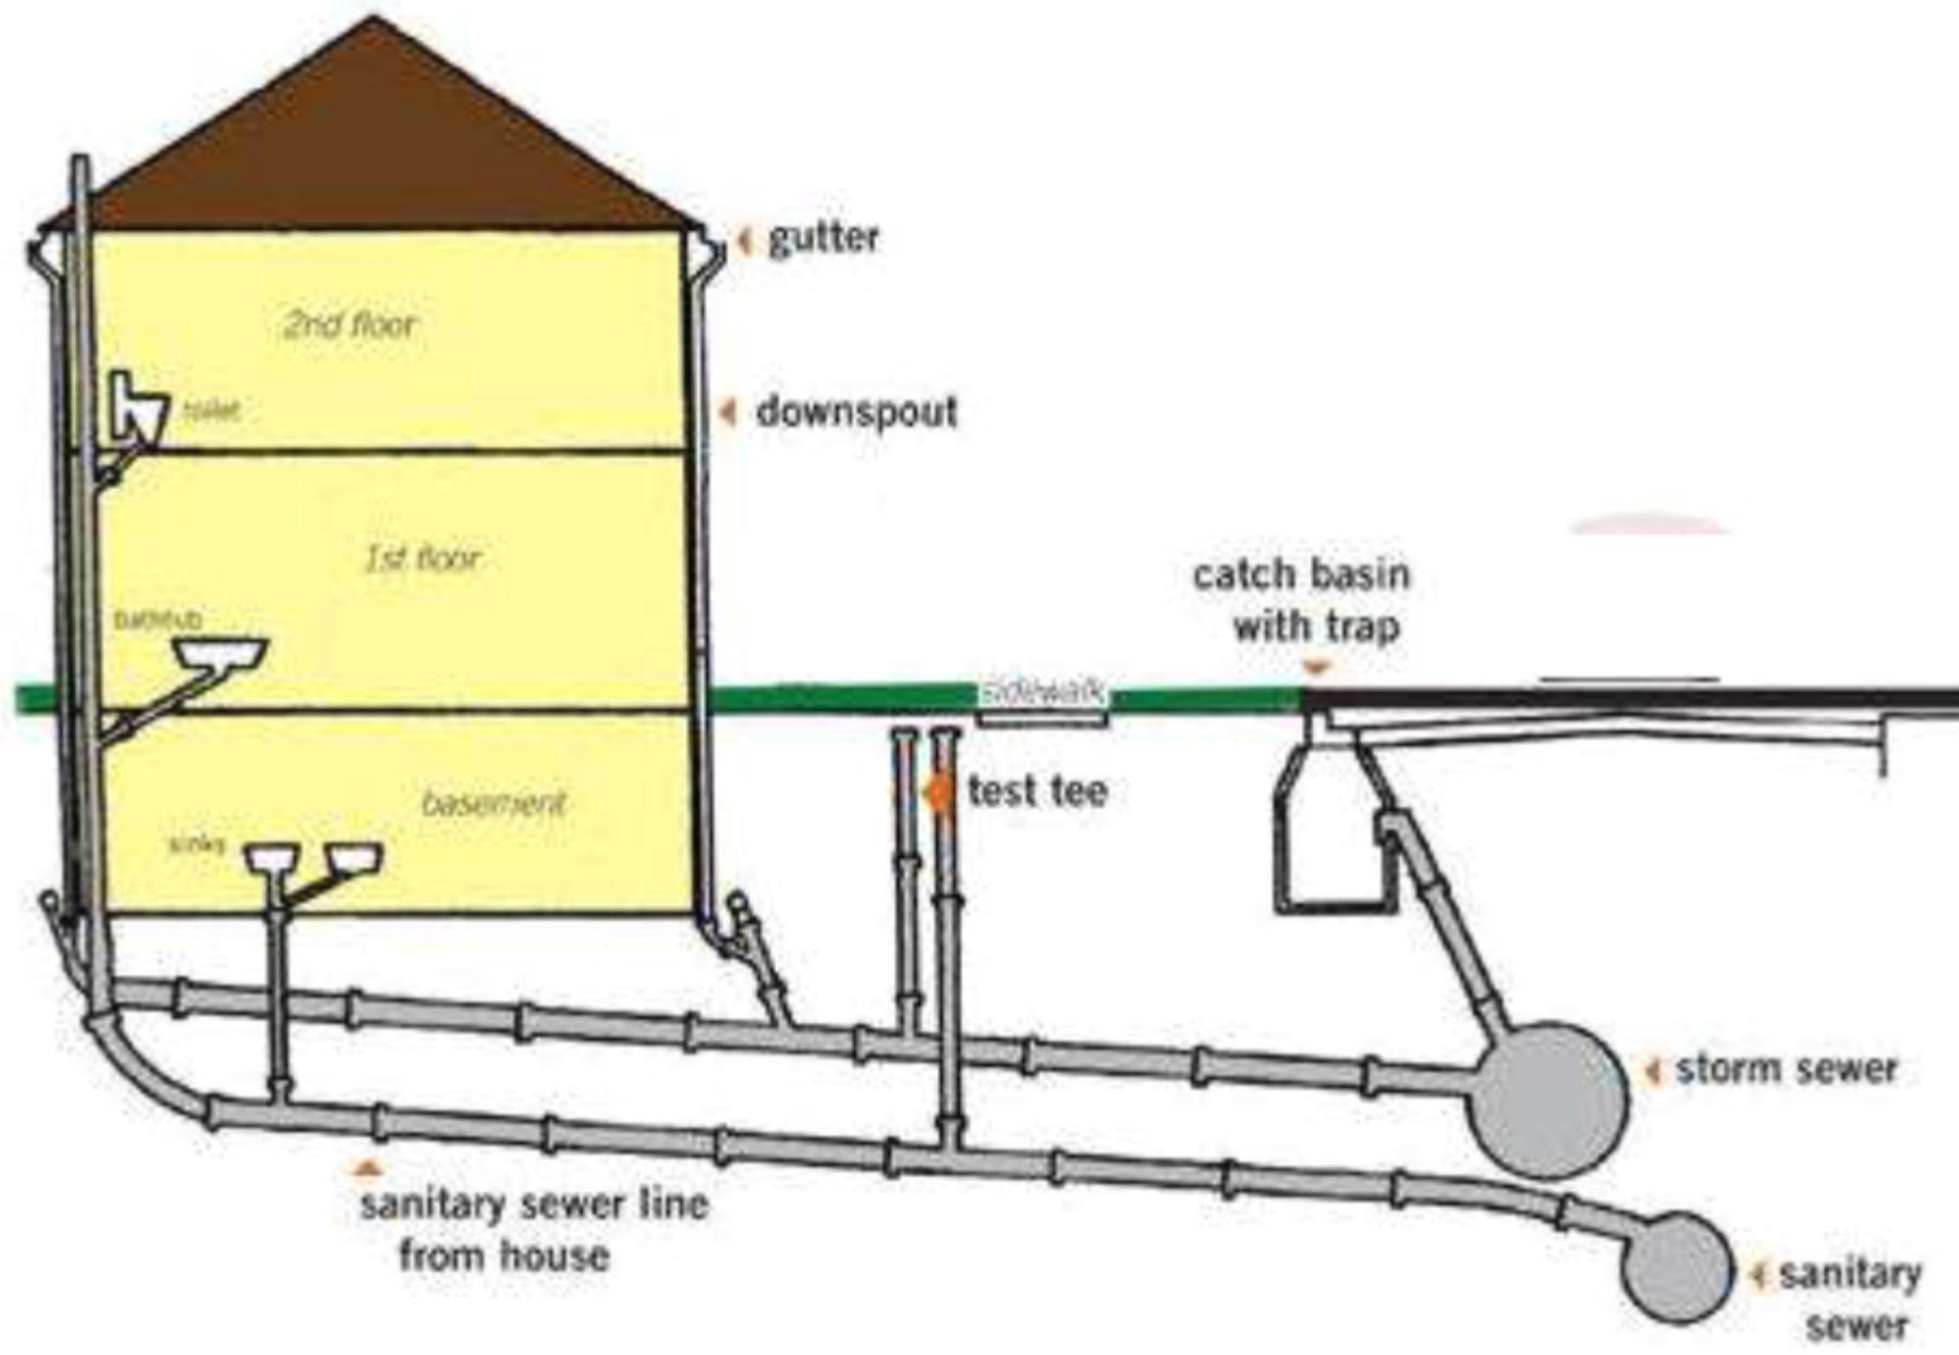 gutter
2nd floor
toilet
downspout
1st floor
catch basin
with trap
bathtub
sidewalk
test tee
basement
sinks
storm sewer
sanitary sewer line
from house
sanitary
sewer